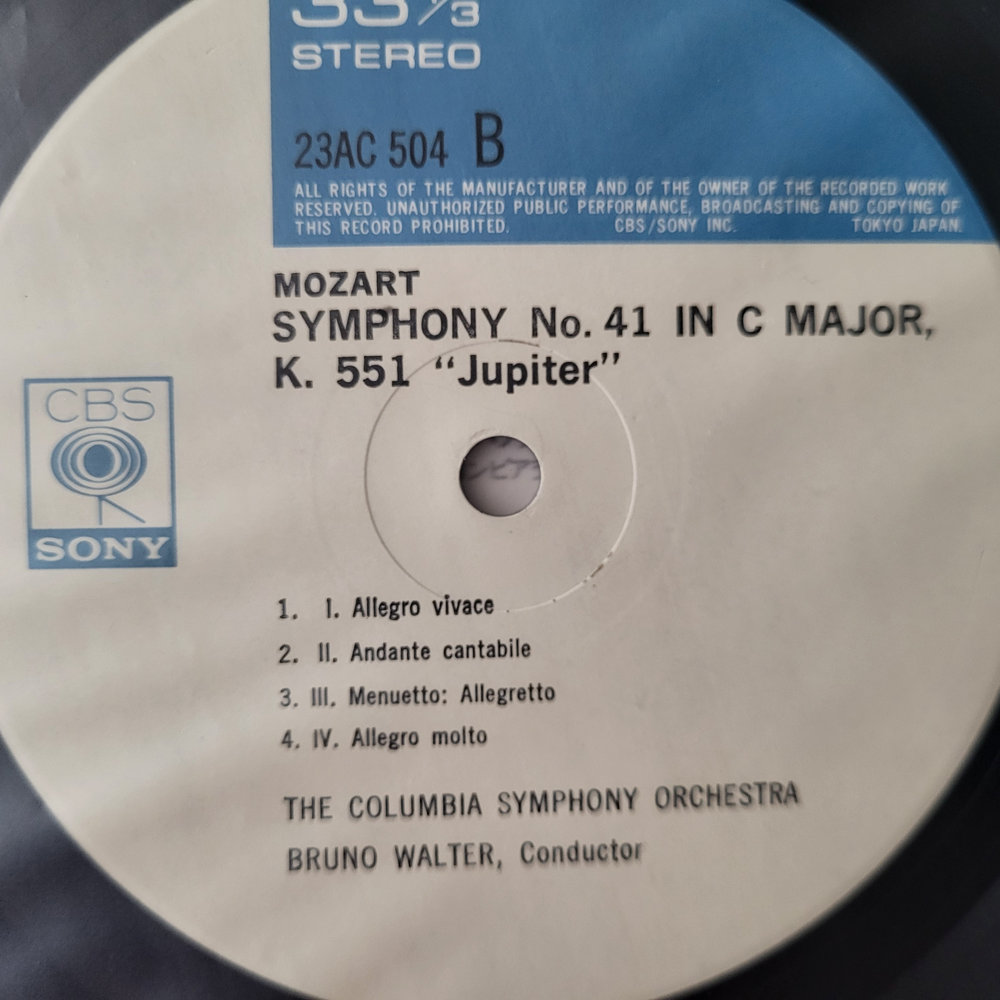 33 1/3
STEREO
23AC 504 B
ALL RIGHTS OF THE MANUFACTURER AND OF THE OWNER OF THE RECORDED WORK
RESERVED. UNAUTHORIZED PUBLIC PERFORMANCE, BROADCASTING AND COPYING OF
THIS RECORD PROHIBITED. CBS/SONY INC. TOKYO JAPAN.
MOZART
SYMPHONY No. 41 IN C MAJOR,
K. 551 “Jupiter”
CBS
SONY
1. I. Allegro vivace
2. II. Andante cantabile
3. III. Menuetto: Allegretto
4. IV. Allegro molto
THE COLUMBIA SYMPHONY ORCHESTRA
BRUNO WALTER, Conductor